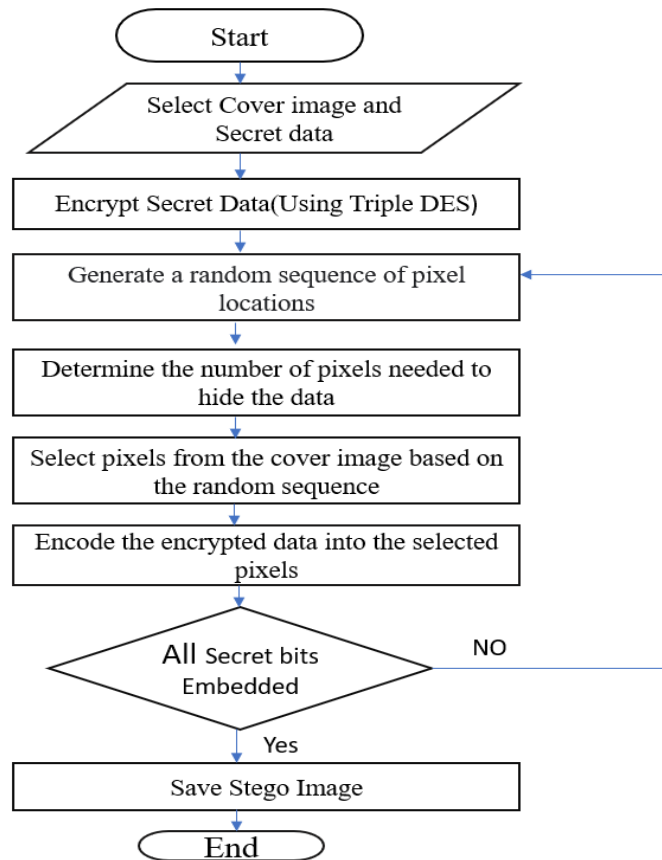 Start
Select Cover image and
Secret data
Encrypt Secret Data(Using Triple DES)
Generate a random sequence of pixel
locations
Determine the number of pixels needed to
hide the data
Select pixels from the cover image based on
the random sequence
Encode the encrypted data into the selected
pixels
All Secret bits
Embedded
NO
Yes
Save Stego Image
End